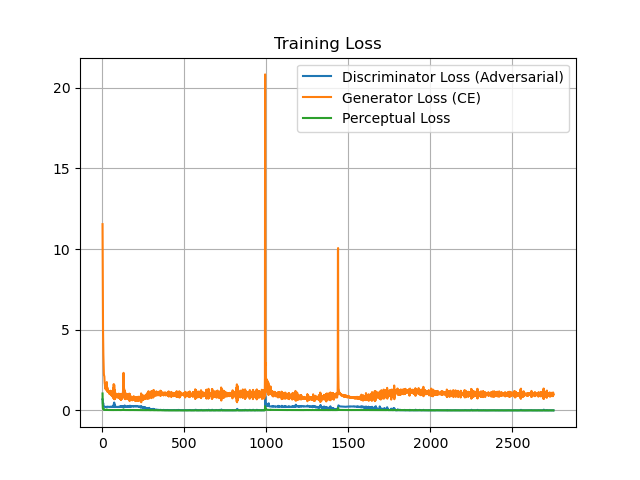 Training Loss
Discriminator Loss (Adversarial)
Generator Loss (CE)
Perceptual Loss
20
15
10
5
0
0 500 1000 1500 2000 2500